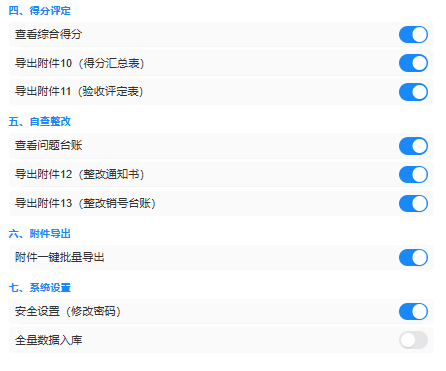 四、得分评定
查看综合得分
导出附件10（得分汇总表）
导出附件11（验收评定表）
五、自查整改
查看问题台账
导出附件12（整改通知书）
导出附件13（整改销号台账）
六、附件导出
附件一键批量导出
七、系统设置
安全设置（修改密码）
全量数据入库